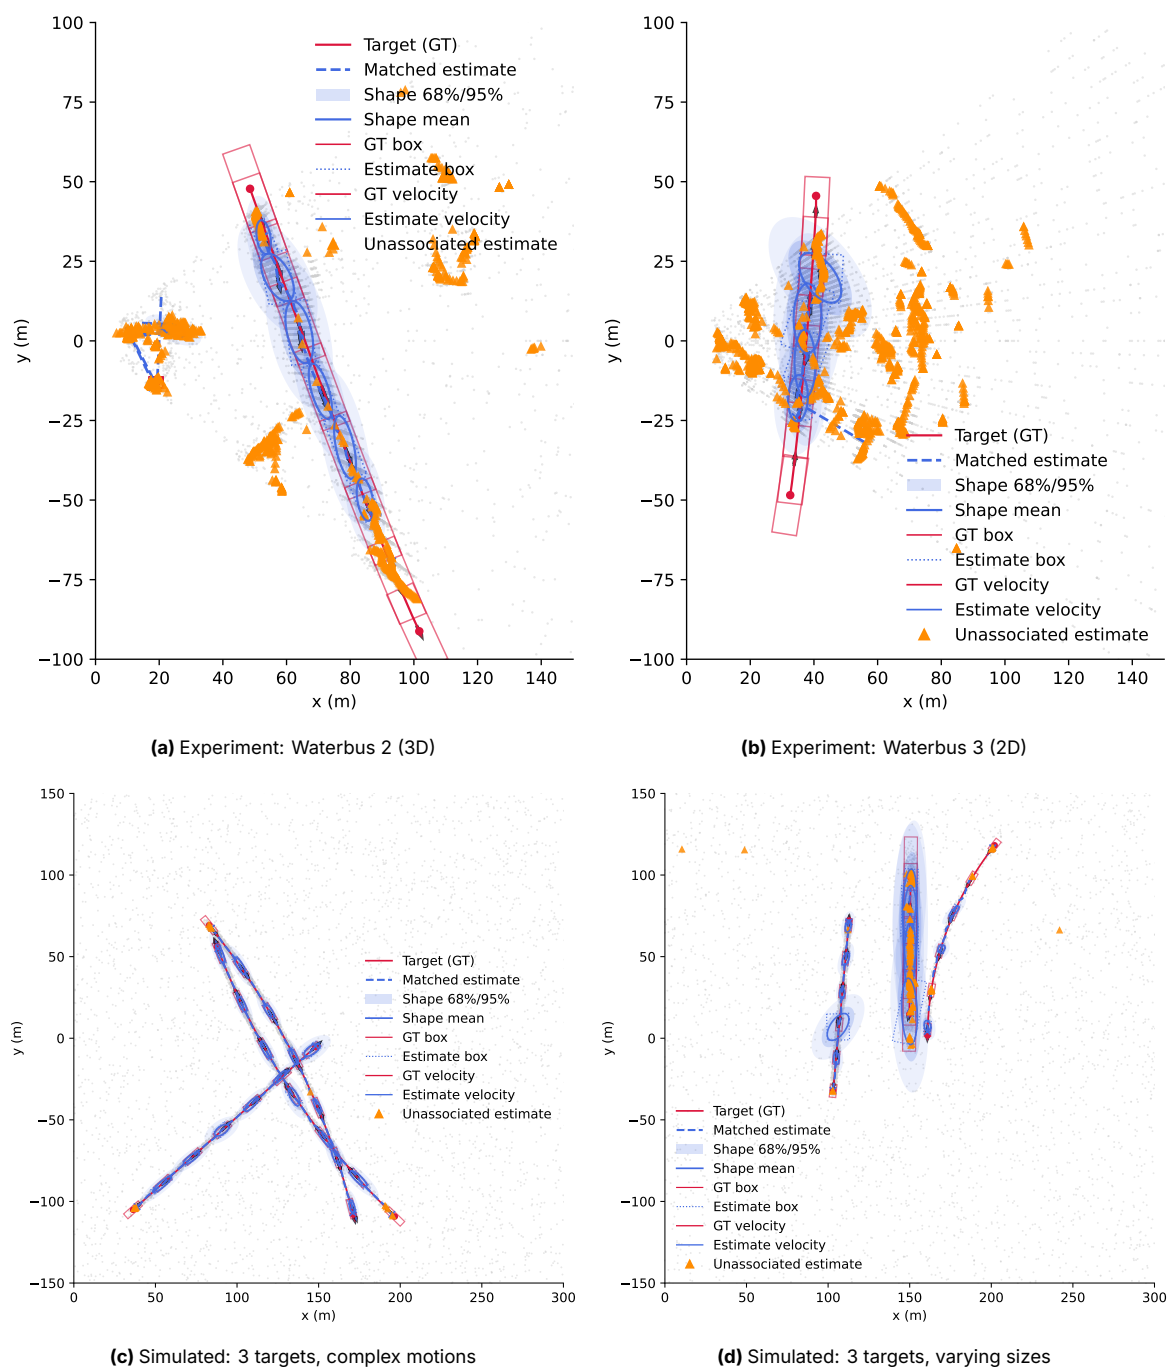 100
75
50
25
0
−25
−50
−75
−100
y (m)
0 20 40 60 80 100 120 140
x (m)
Target (GT)
Matched estimate
Shape 68%/95%
Shape mean
GT box
Estimate box
GT velocity
Estimate velocity
Unassociated estimate
(a) Experiment: Waterbus 2 (3D)
100
75
50
25
0
−25
−50
−75
−100
y (m)
0 20 40 60 80 100 120 140
x (m)
Target (GT)
Matched estimate
Shape 68%/95%
Shape mean
GT box
Estimate box
GT velocity
Estimate velocity
Unassociated estimate
(b) Experiment: Waterbus 3 (2D)
150
100
50
0
−50
−100
−150
y (m)
0 50 100 150 200 250 300
x (m)
Target (GT)
Matched estimate
Shape 68%/95%
Shape mean
GT box
Estimate box
GT velocity
Estimate velocity
Unassociated estimate
(c) Simulated: 3 targets, complex motions
150
100
50
0
−50
−100
−150
y (m)
0 50 100 150 200 250 300
x (m)
Target (GT)
Matched estimate
Shape 68%/95%
Shape mean
GT box
Estimate box
GT velocity
Estimate velocity
Unassociated estimate
(d) Simulated: 3 targets, varying sizes